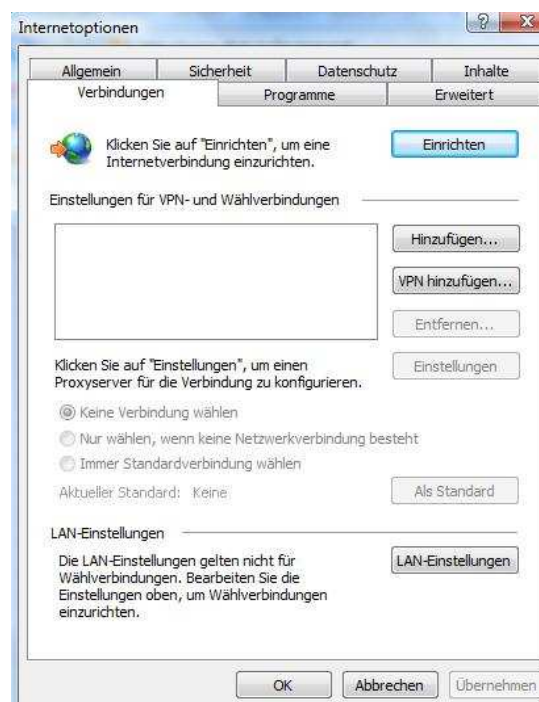 Internetoptionen
Allgemein Sicherheit Datenschutz Inhalte
Verbindungen Programme Erweitert
Klicken Sie auf "Einrichten", um eine
Internetverbindung einzurichten.
Einrichten
Einstellungen für VPN- und Wählverbindungen
Hinzufügen...
VPN hinzufügen...
Entfernen...
Klicken Sie auf "Einstellungen", um einen
Proxyserver für die Verbindung zu konfigurieren.
Einstellungen
Keine Verbindung wählen
Nur wählen, wenn keine Netzwerkverbindung besteht
Immer Standardverbindung wählen
Aktueller Standard: Keine
Als Standard
LAN-Einstellungen
Die LAN-Einstellungen gelten nicht für
Wählverbindungen. Bearbeiten Sie die
Einstellungen oben, um Wählverbindungen
einzurichten.
LAN-Einstellungen
OK Abbrechen Übernehmen